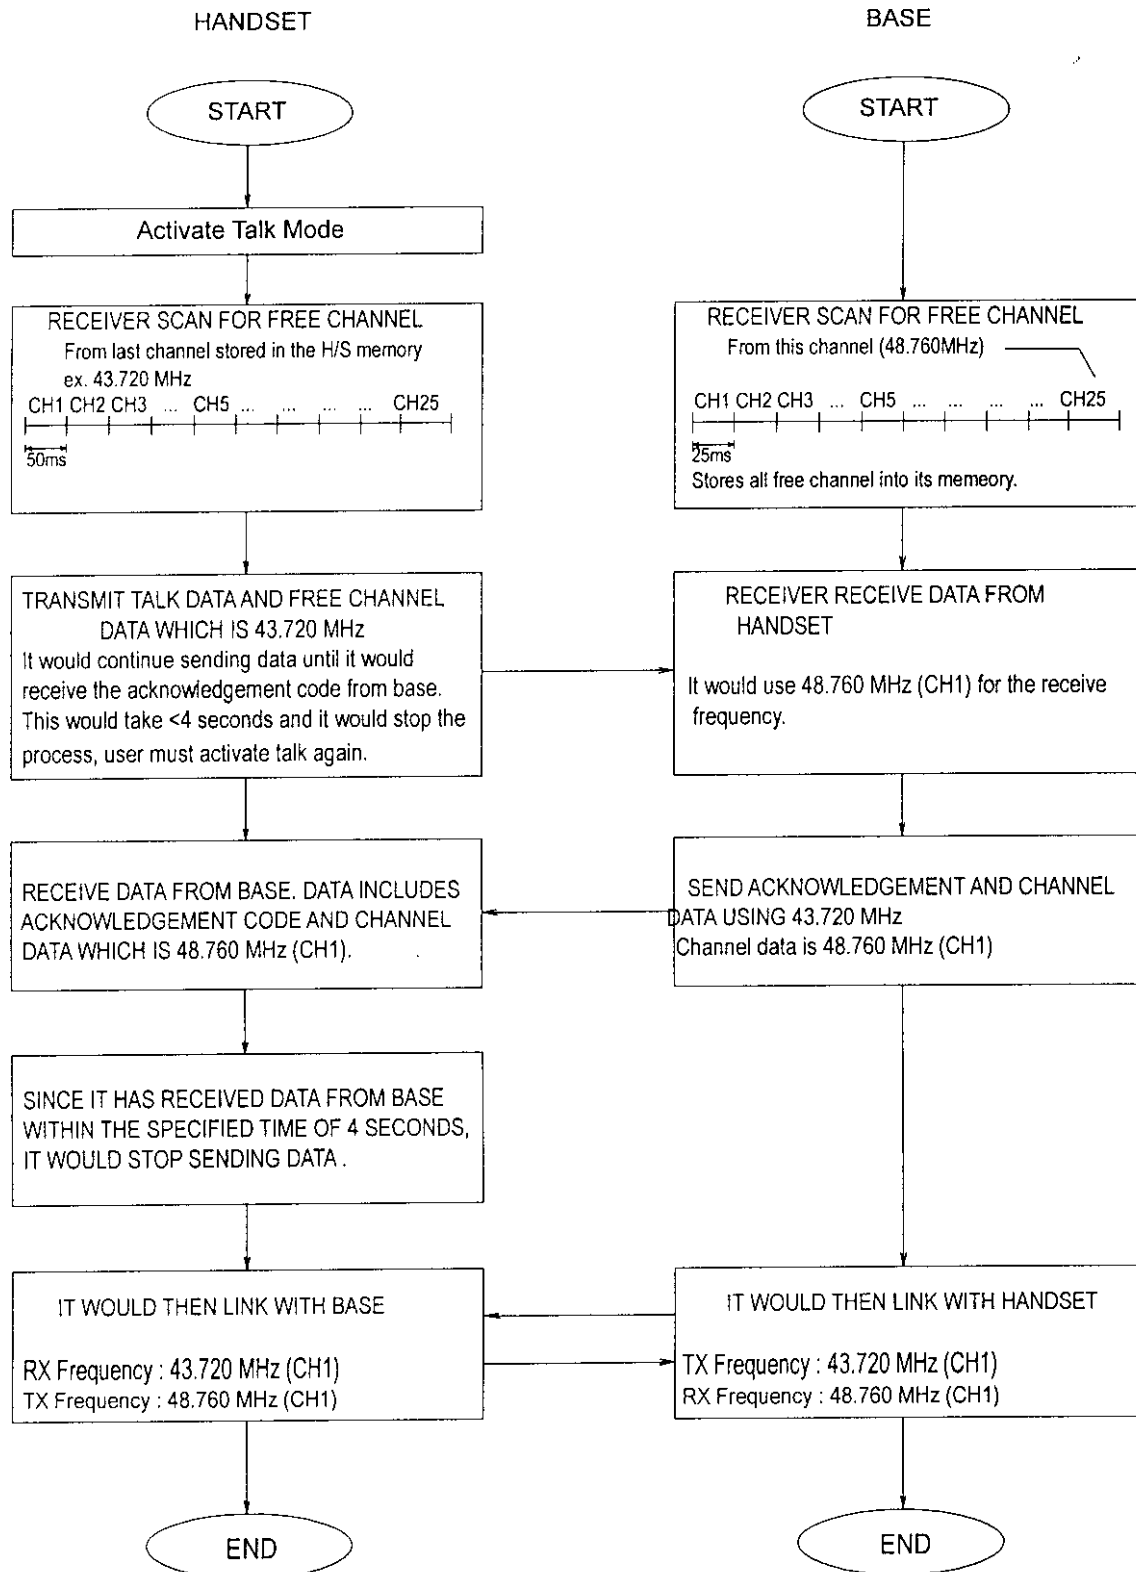 HANDSET
BASE
START
START
Activate Talk Mode
RECEIVER SCAN FOR FREE CHANNEL
From last channel stored in the H/S memory
ex. 43.720 MHz
CH1 CH2 CH3 ... CH5 ... ... ... ... CH25
50ms
RECEIVER SCAN FOR FREE CHANNEL
From this channel (48.760MHz)
CH1 CH2 CH3 ... CH5 ... ... ... ... CH25
25ms
Stores all free channel into its memeory.
TRANSMIT TALK DATA AND FREE CHANNEL
DATA WHICH IS 43.720 MHz
It would continue sending data until it would
receive the acknowledgement code from base.
This would take <4 seconds and it would stop the
process, user must activate talk again.
RECEIVER RECEIVE DATA FROM
HANDSET
It would use 48.760 MHz (CH1) for the receive
frequency.
RECEIVE DATA FROM BASE. DATA INCLUDES
ACKNOWLEDGEMENT CODE AND CHANNEL
DATA WHICH IS 48.760 MHz (CH1).
SEND ACKNOWLEDGEMENT AND CHANNEL
DATA USING 43.720 MHz
Channel data is 48.760 MHz (CH1)
SINCE IT HAS RECEIVED DATA FROM BASE
WITHIN THE SPECIFIED TIME OF 4 SECONDS,
IT WOULD STOP SENDING DATA .
IT WOULD THEN LINK WITH BASE
RX Frequency : 43.720 MHz (CH1)
TX Frequency : 48.760 MHz (CH1)
IT WOULD THEN LINK WITH HANDSET
TX Frequency : 43.720 MHz (CH1)
RX Frequency : 48.760 MHz (CH1)
END
END